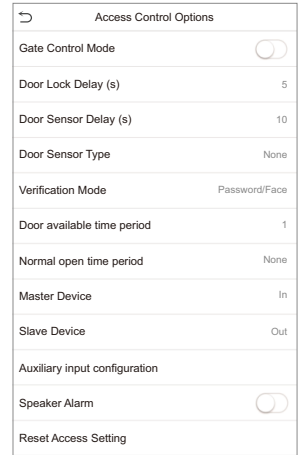 Access Control Options
Gate Control Mode
Door Lock Delay (s) 5
Door Sensor Delay (s) 10
Door Sensor Type None
Verification Mode Password/Face
Door available time period 1
Normal open time period None
Master Device In
Slave Device Out
Auxiliary input configuration
Speaker Alarm
Reset Access Setting